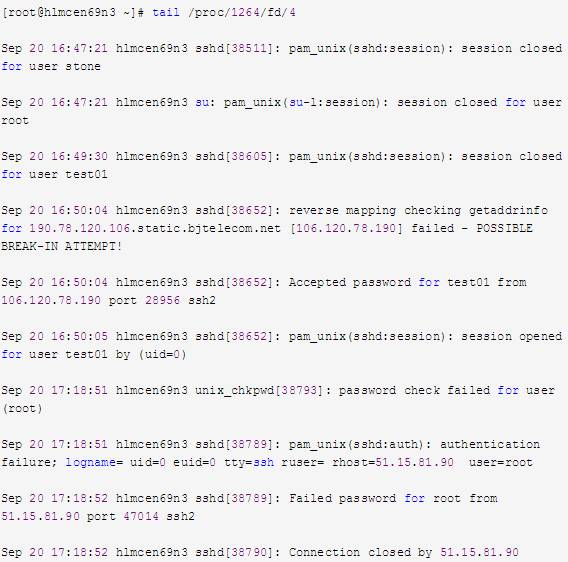 [root@hlmcen69n3 ~]# tail /proc/1264/fd/4
Sep 20 16:47:21 hlmcen69n3 sshd[38511]: pam_unix(sshd:session): session closed
for user stone
Sep 20 16:47:21 hlmcen69n3 su: pam_unix(su-l:session): session closed for user
root
Sep 20 16:49:30 hlmcen69n3 sshd[38605]: pam_unix(sshd:session): session closed
for user test01
Sep 20 16:50:04 hlmcen69n3 sshd[38652]: reverse mapping checking getaddrinfo
for 190.78.120.106.static.bjtelecom.net [106.120.78.190] failed - POSSIBLE
BREAK-IN ATTEMPT!
Sep 20 16:50:04 hlmcen69n3 sshd[38652]: Accepted password for test01 from
106.120.78.190 port 28956 ssh2
Sep 20 16:50:05 hlmcen69n3 sshd[38652]: pam_unix(sshd:session): session opened
for user test01 by (uid=0)
Sep 20 17:18:51 hlmcen69n3 unix_chkpwd[38793]: password check failed for user
(root)
Sep 20 17:18:51 hlmcen69n3 sshd[38789]: pam_unix(sshd:auth): authentication
failure; logname= uid=0 euid=0 tty=ssh ruser= rhost=51.15.81.90  user=root
Sep 20 17:18:52 hlmcen69n3 sshd[38789]: Failed password for root from
51.15.81.90 port 47014 ssh2
Sep 20 17:18:52 hlmcen69n3 sshd[38790]: Connection closed by 51.15.81.90